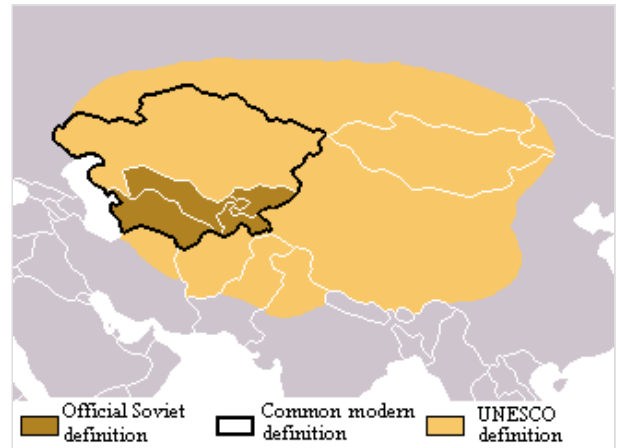 Official Soviet
definition
Common modern
definition
UNESCO
definition